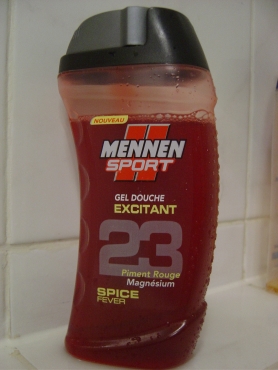 NOUVEAU
MENNEN
SPORT
GEL DOUCHE
EXCITANT
23
Piment Rouge
Magnésium
SPICE
FEVER